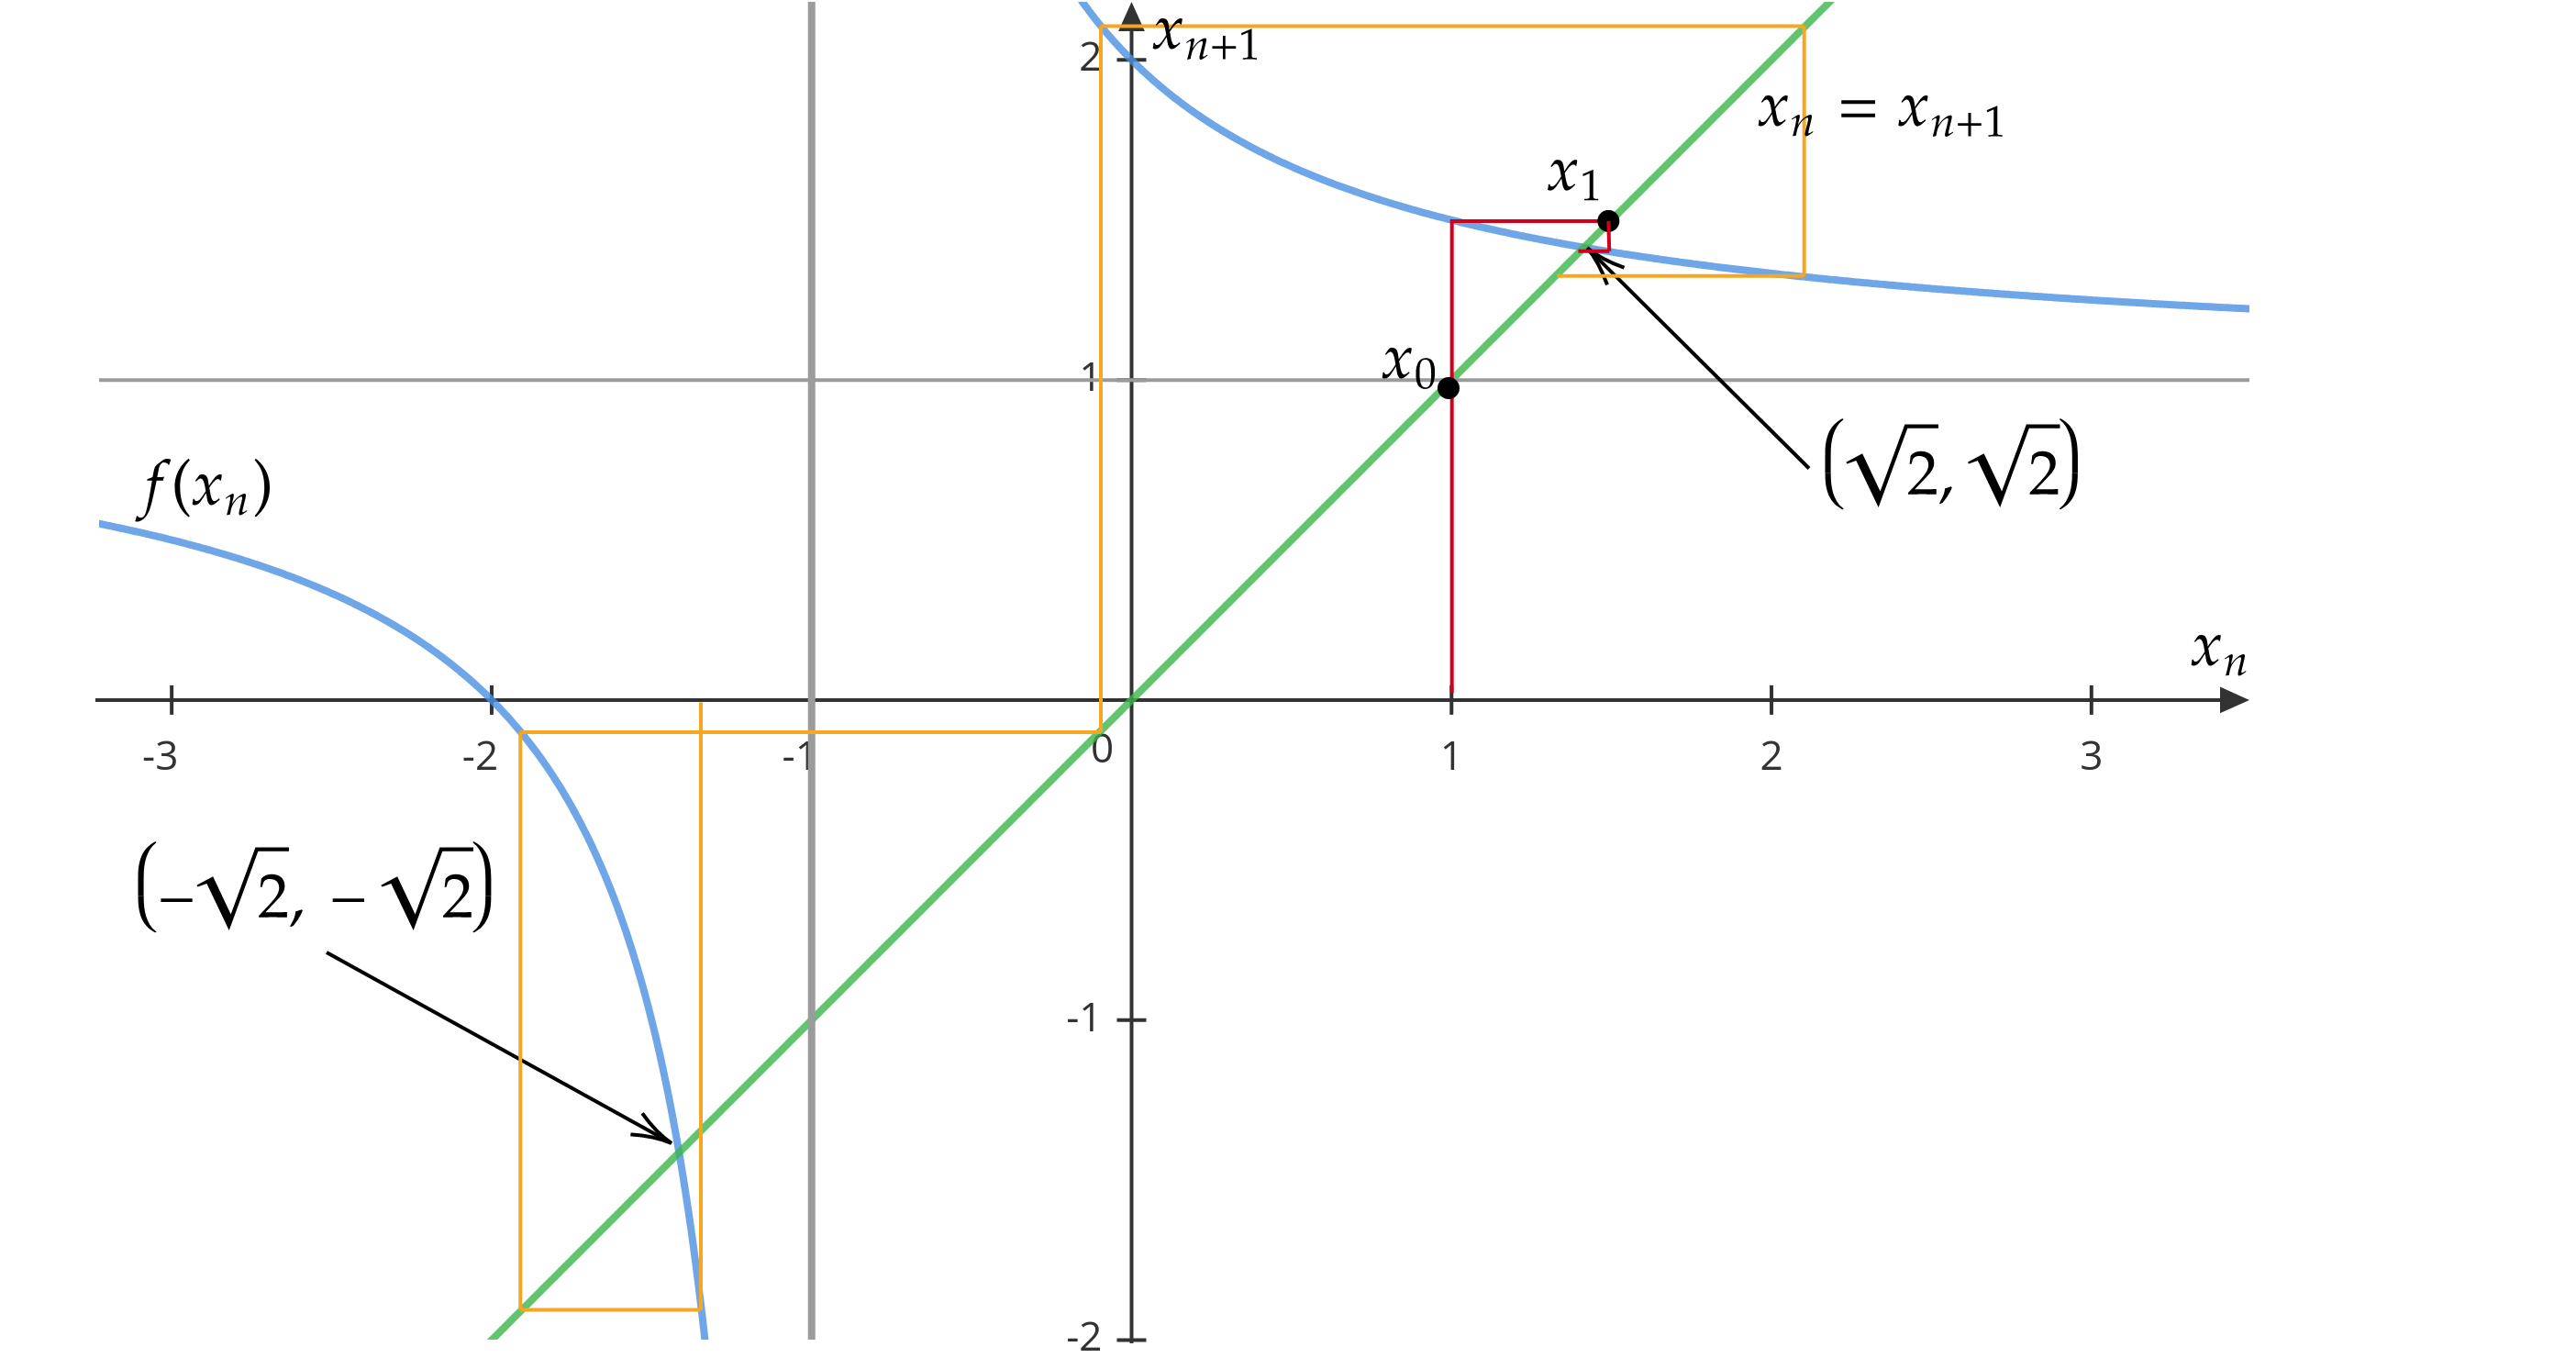 x_{n+1}
2
x_n = x_{n+1}
x_1
x_0
1
(√2, √2)
f(x_n)
x_n
-3 -2 -1 0 1 2 3
(−√2, −√2)
-1
-2